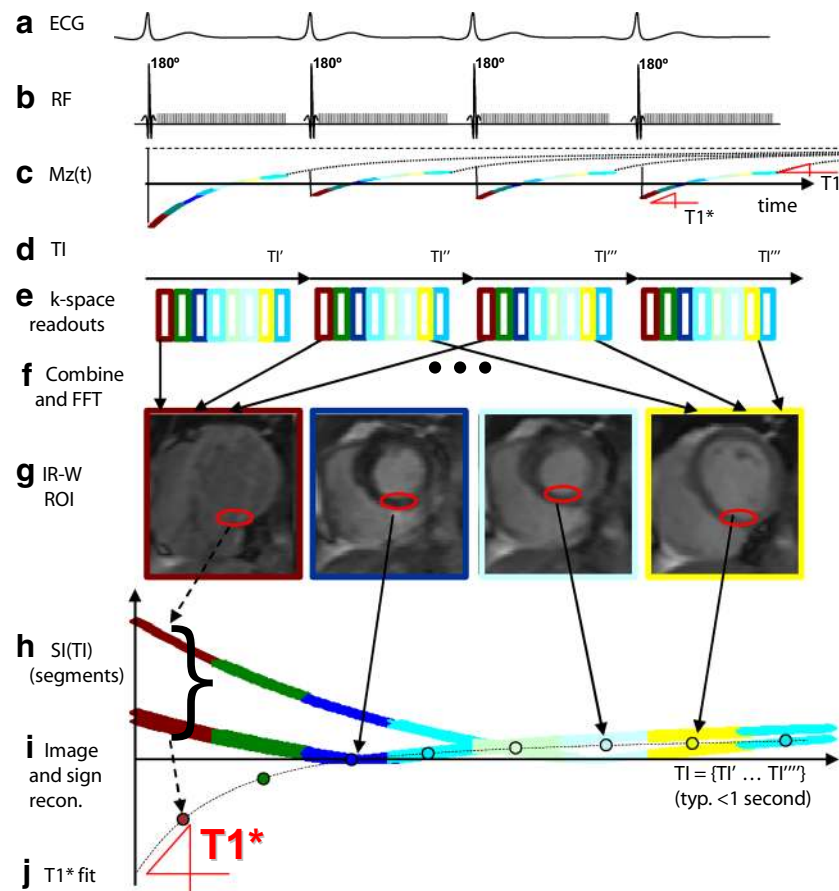 a ECG
180º 180º 180º 180º
b RF
c Mz(t)
T1
T1*
time
d TI
TI' TI'' TI''' TI''''
e k-space
readouts
f Combine
and FFT
• • •
g IR-W
ROI
h SI(TI)
(segments)
}
i Image
and sign
recon.
TI = {TI' … TI''''}
(typ. <1 second)
T1*
j T1* fit